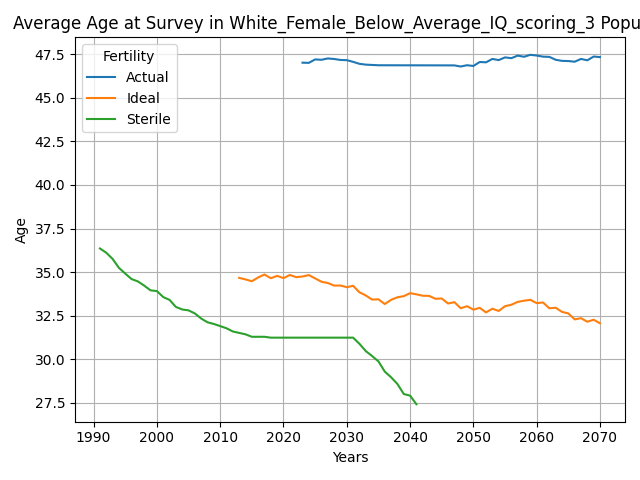 Average Age at Survey in White_Female_Below_Average_IQ_scoring_3 Popu
Fertility
Actual
Ideal
Sterile
47.5
45.0
42.5
40.0
37.5
35.0
32.5
30.0
27.5
Age
1990 2000 2010 2020 2030 2040 2050 2060 2070
Years